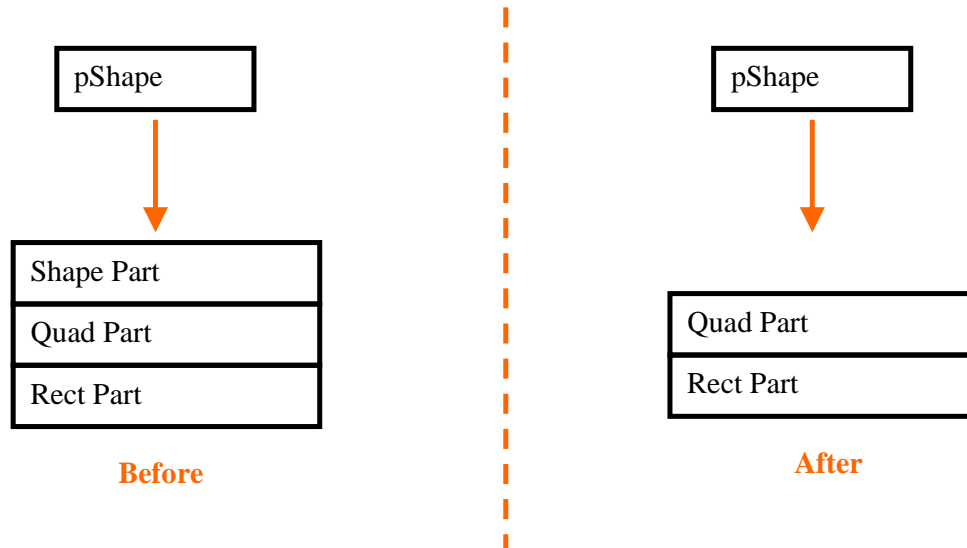 pShape
Shape Part
Quad Part
Rect Part
Before
pShape
Quad Part
Rect Part
After